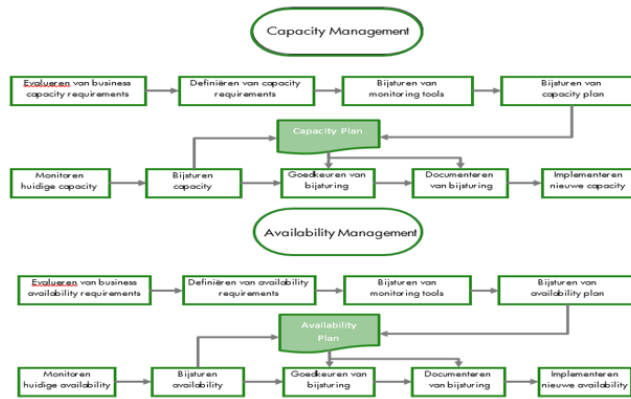 Capacity Management
Evalueren van business
capacity requirements
Definiëren van capacity
requirements
Bijsturen van
monitoring tools
Bijsturen van
capacity plan
Capacity Plan
Monitoren
huidige capacity
Bijsturen
capacity
Goedkeuren van
bijsturing
Documenteren
van bijsturing
Implementeren
nieuwe capacity
Availability Management
Evalueren van business
availability requirements
Definiëren van availability
requirements
Bijsturen van
monitoring tools
Bijsturen van
availability plan
Availability
Plan
Monitoren
huidige availability
Bijsturen
availability
Goedkeuren van
bijsturing
Documenteren
van bijsturing
Implementeren
nieuwe availability